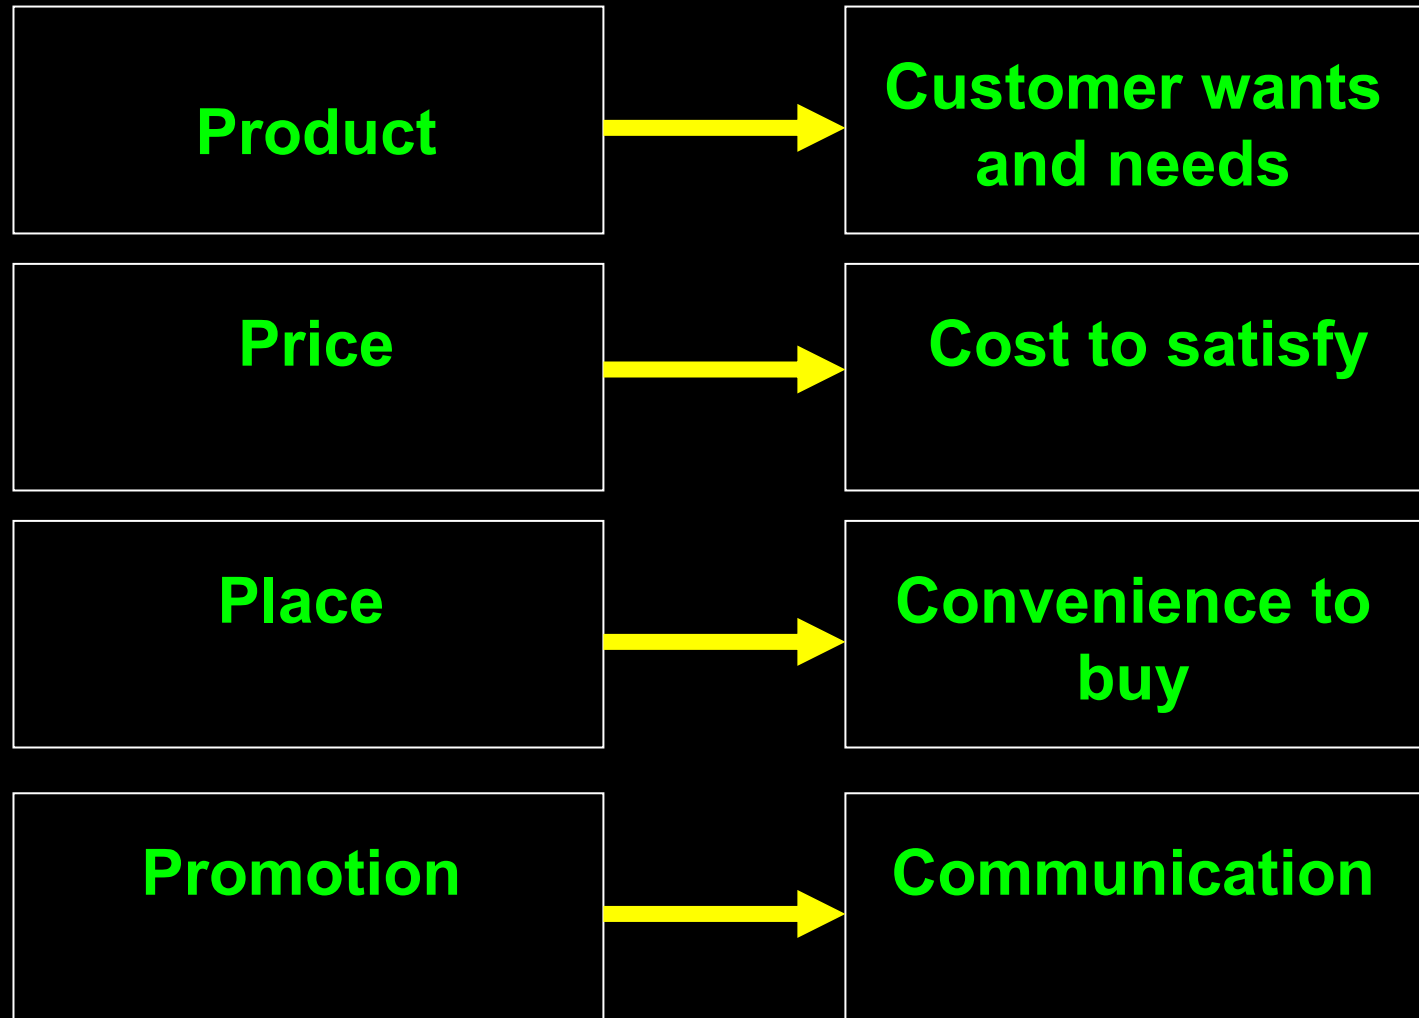 Product
Customer wants
and needs
Price
Cost to satisfy
Place
Convenience to
buy
Promotion
Communication